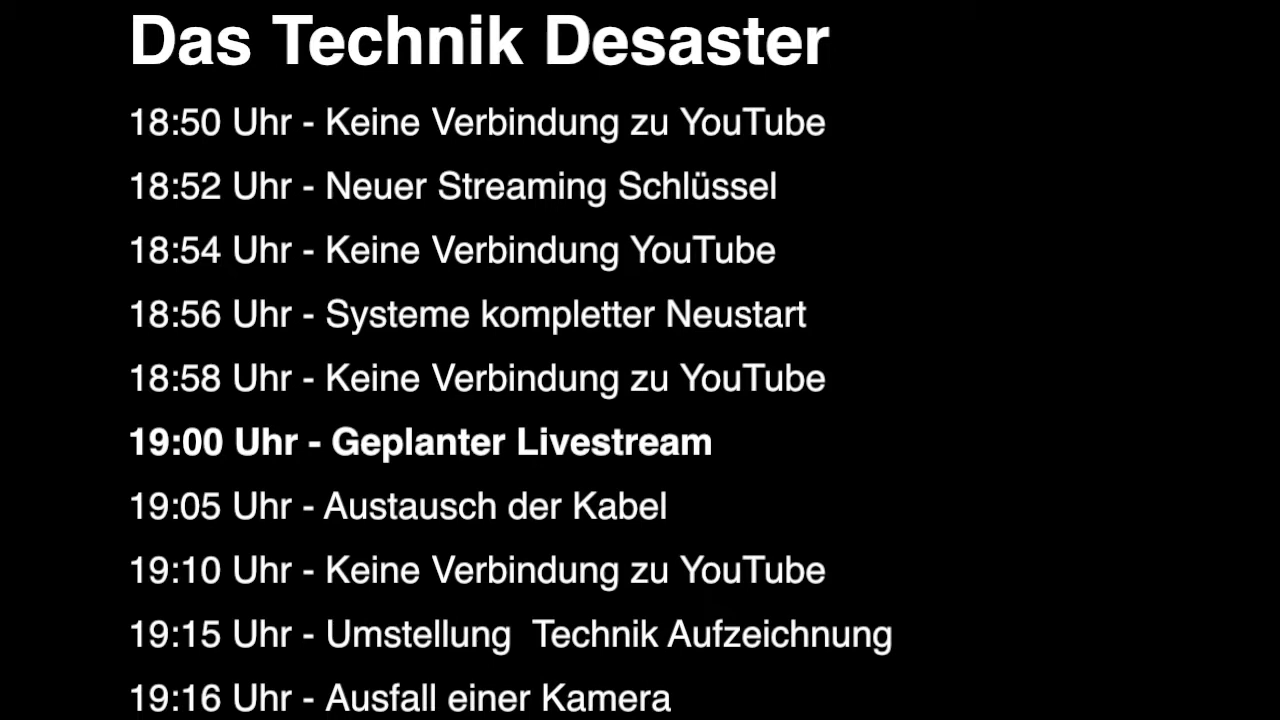 Das Technik Desaster
18:50 Uhr - Keine Verbindung zu YouTube
18:52 Uhr - Neuer Streaming Schlüssel
18:54 Uhr - Keine Verbindung YouTube
18:56 Uhr - Systeme kompletter Neustart
18:58 Uhr - Keine Verbindung zu YouTube
19:00 Uhr - Geplanter Livestream
19:05 Uhr - Austausch der Kabel
19:10 Uhr - Keine Verbindung zu YouTube
19:15 Uhr - Umstellung  Technik Aufzeichnung
19:16 Uhr - Ausfall einer Kamera